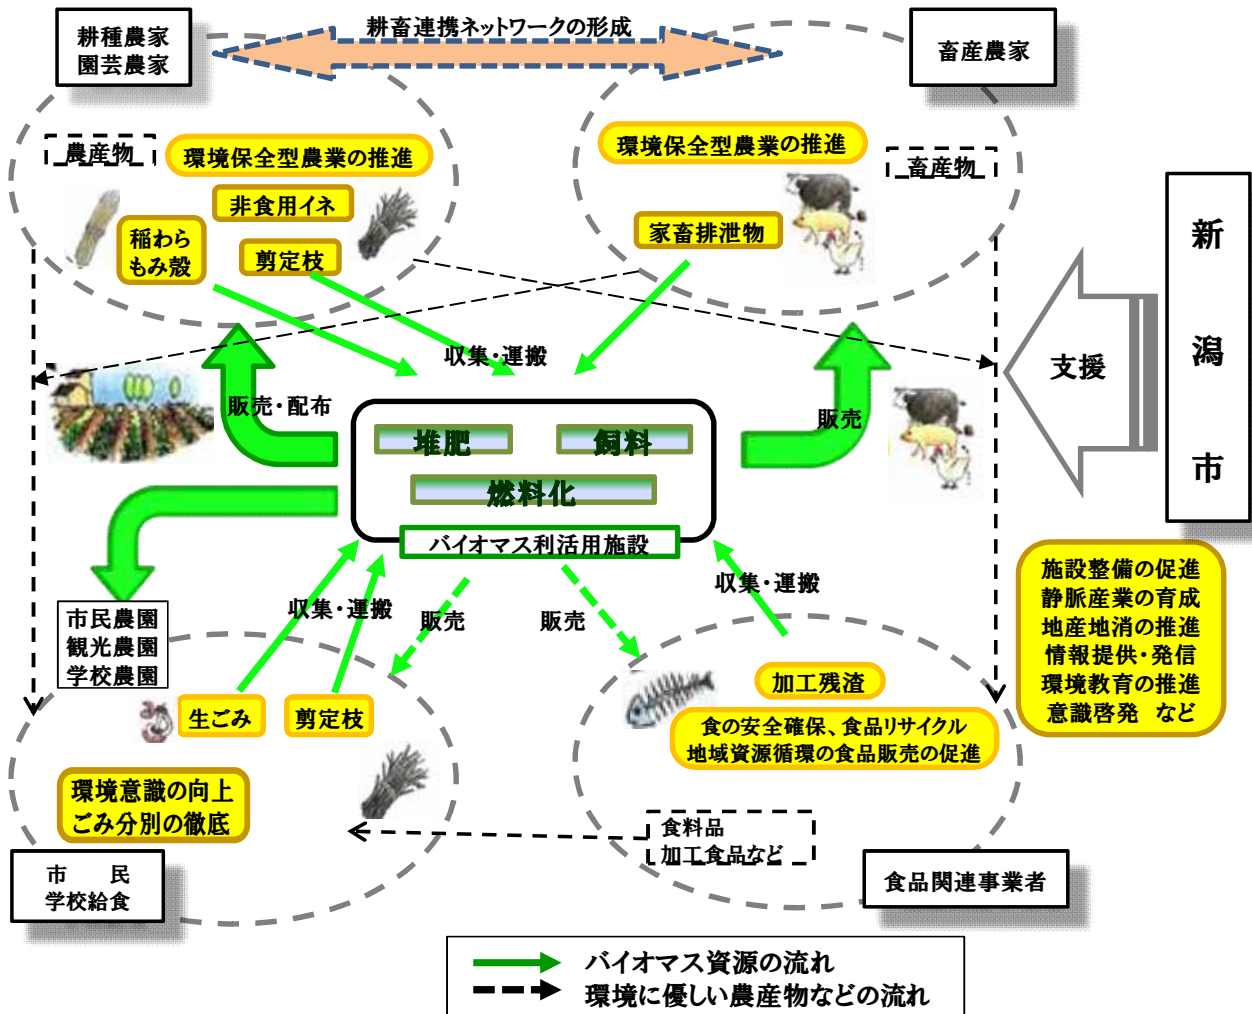 耕畜連携ネットワークの形成
耕種農家
園芸農家
畜産農家
農産物
環境保全型農業の推進
非食用イネ
稲わら
もみ殻
剪定枝
環境保全型農業の推進
畜産物
家畜排泄物
新潟市
支援
収集・運搬
販売・配布
販売
堆肥
飼料
燃料化
バイオマス利活用施設
施設整備の促進
静脈産業の育成
地産地消の推進
情報提供・発信
環境教育の推進
意識啓発 など
市民農園
観光農園
学校農園
収集・運搬
販売
販売
収集・運搬
生ごみ
剪定枝
加工残渣
食の安全確保、食品リサイクル
地域資源循環の食品販売の促進
環境意識の向上
ごみ分別の徹底
食料品
加工食品など
市　　民
学校給食
食品関連事業者
バイオマス資源の流れ
環境に優しい農産物などの流れ